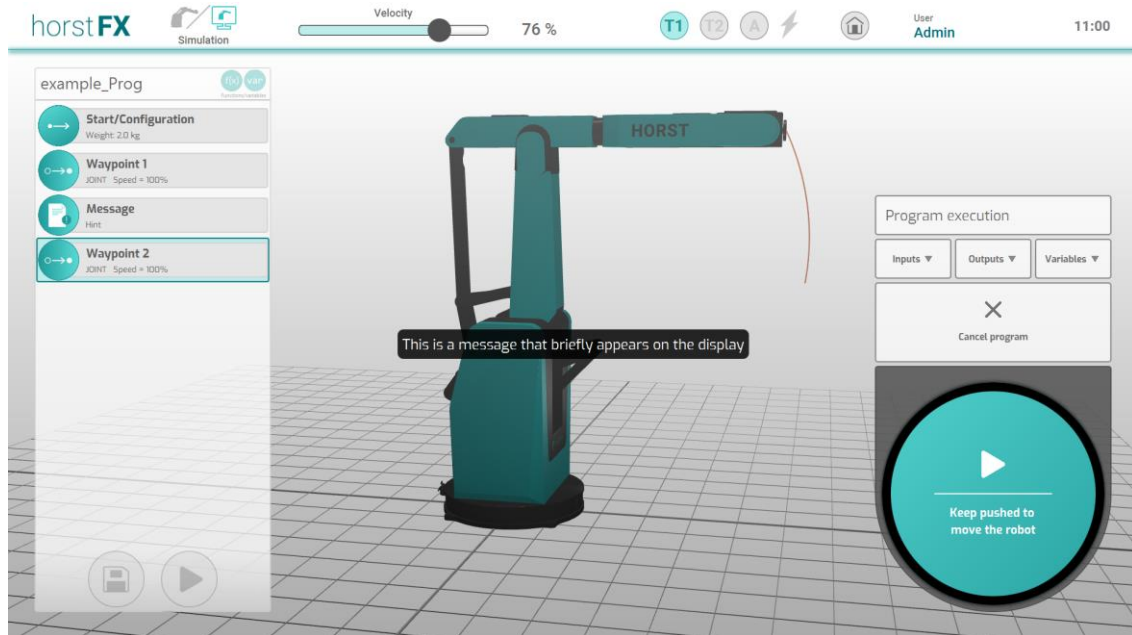 horstFX
Simulation
Velocity
76 %
T1
T2
A
User
Admin
11:00
example_Prog
f(x) var
Functions/variables
Start/Configuration
Weight: 2.0 kg
Waypoint 1
JOINT Speed = 100%
Message
Hint
Waypoint 2
JOINT Speed = 100%
HORST
This is a message that briefly appears on the display
Program execution
Inputs ▼
Outputs ▼
Variables ▼
Cancel program
Keep pushed to
move the robot